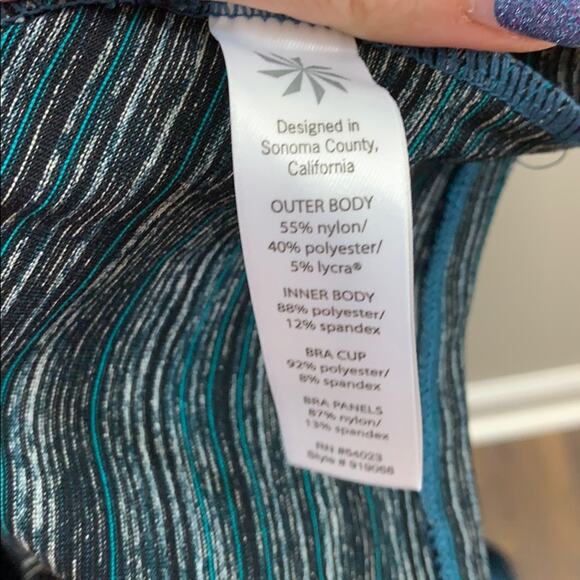 Designed in
Sonoma County,
California
OUTER BODY
55% nylon/
40% polyester/
5% lycra®
INNER BODY
88% polyester/
12% spandex
BRA CUP
92% polyester/
8% spandex
BRA PANELS
87% nylon/
13% spandex
RN #64023
Style # 919068